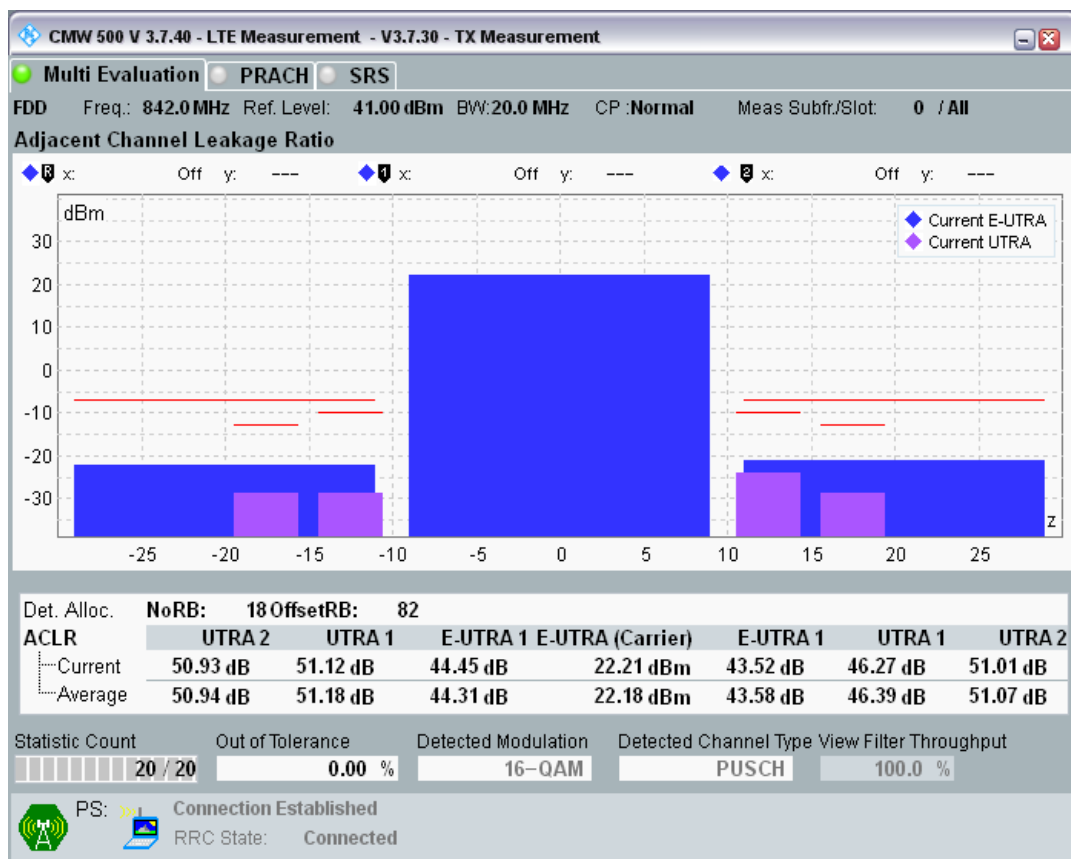 CMW 500 V 3.7.40 - LTE Measurement - V3.7.30 - TX Measurement
Multi Evaluation PRACH SRS
FDD Freq.: 842.0 MHz Ref. Level: 41.00 dBm BW:20.0 MHz CP :Normal Meas Subfr./Slot: 0 / All
Adjacent Channel Leakage Ratio
R x: Off y: --- 1 x: Off y: --- 2 x: Off y: ---
dBm
Current E-UTRA
Current UTRA
30
20
10
0
-10
-20
-30
z
-25 -20 -15 -10 -5 0 5 10 15 20 25
Det. Alloc. NoRB: 18 OffsetRB: 82
ACLR UTRA 2 UTRA 1 E-UTRA 1 E-UTRA (Carrier) E-UTRA 1 UTRA 1 UTRA 2
Current 50.93 dB 51.12 dB 44.45 dB 22.21 dBm 43.52 dB 46.27 dB 51.01 dB
Average 50.94 dB 51.18 dB 44.31 dB 22.18 dBm 43.58 dB 46.39 dB 51.07 dB
Statistic Count Out of Tolerance Detected Modulation Detected Channel Type View Filter Throughput
20 / 20 0.00 % 16-QAM PUSCH 100.0 %
PS: Connection Established
RRC State: Connected